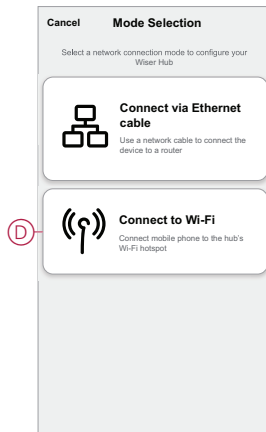 Cancel Mode Selection
Select a network connection mode to configure your
Wiser Hub
Connect via Ethernet
cable
Use a network cable to connect the
device to a router
D
Connect to Wi-Fi
Connect mobile phone to the hub's
Wi-Fi hotspot